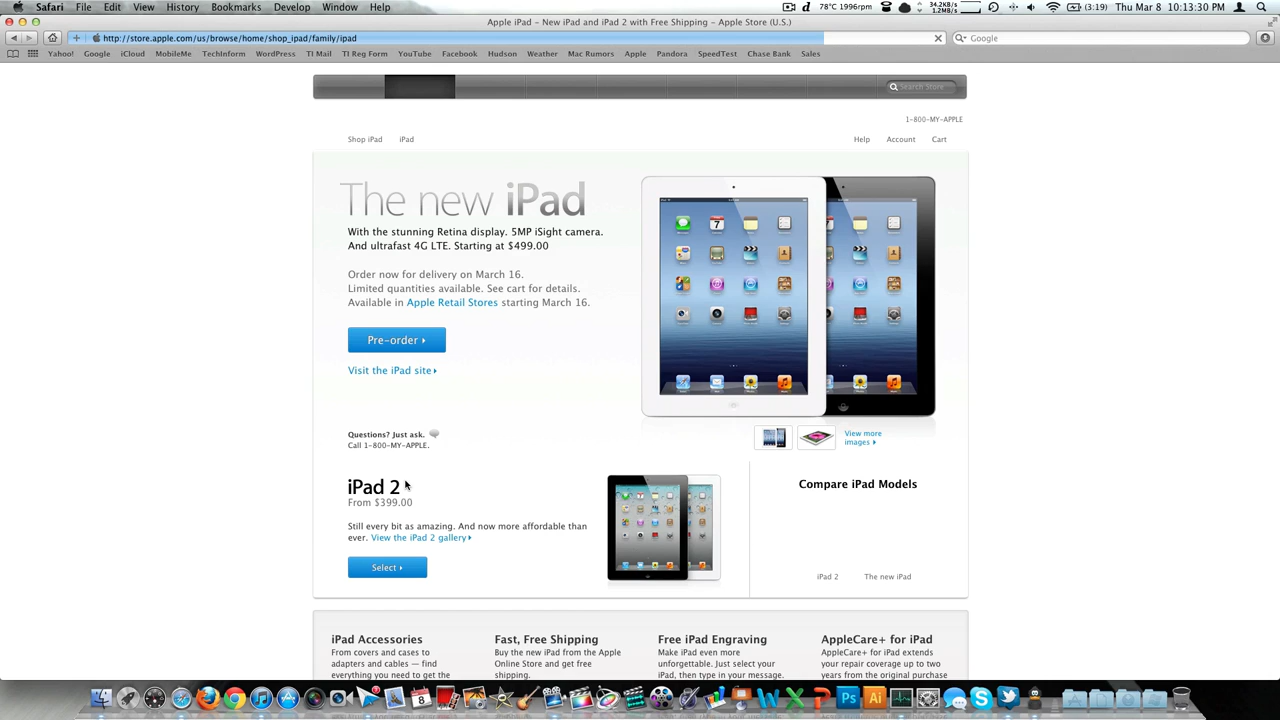 Safari File Edit View History Bookmarks Develop Window Help
d 78°C 1996rpm 34.2KB/s 1.2MB/s (3:19) Thu Mar 8 10:13:30 PM
Apple iPad – New iPad and iPad 2 with Free Shipping – Apple Store (U.S.)
http://store.apple.com/us/browse/home/shop_ipad/family/ipad
Google
Yahoo! Google iCloud MobileMe TechInform WordPress TI Mail TI Reg Form YouTube Facebook Hudson Weather Mac Rumors Apple Pandora SpeedTest Chase Bank Sales
Search Store
1-800-MY-APPLE
Shop iPad iPad
Help Account Cart
The new iPad
With the stunning Retina display. 5MP iSight camera.
And ultrafast 4G LTE. Starting at $499.00
Order now for delivery on March 16.
Limited quantities available. See cart for details.
Available in Apple Retail Stores starting March 16.
Pre-order
Visit the iPad site
Questions? Just ask.
Call 1-800-MY-APPLE.
View more
images
iPad 2
From $399.00
Still every bit as amazing. And now more affordable than
ever. View the iPad 2 gallery
Select
Compare iPad Models
iPad 2 The new iPad
iPad Accessories
From covers and cases to
adapters and cables — find
everything you need to get the
Fast, Free Shipping
Buy the new iPad from the Apple
Online Store and get free
shipping.
Free iPad Engraving
Make iPad even more
unforgettable. Just select your
iPad, then type in your message.
AppleCare+ for iPad
AppleCare+ for iPad extends
your repair coverage up to two
years from the original purchase